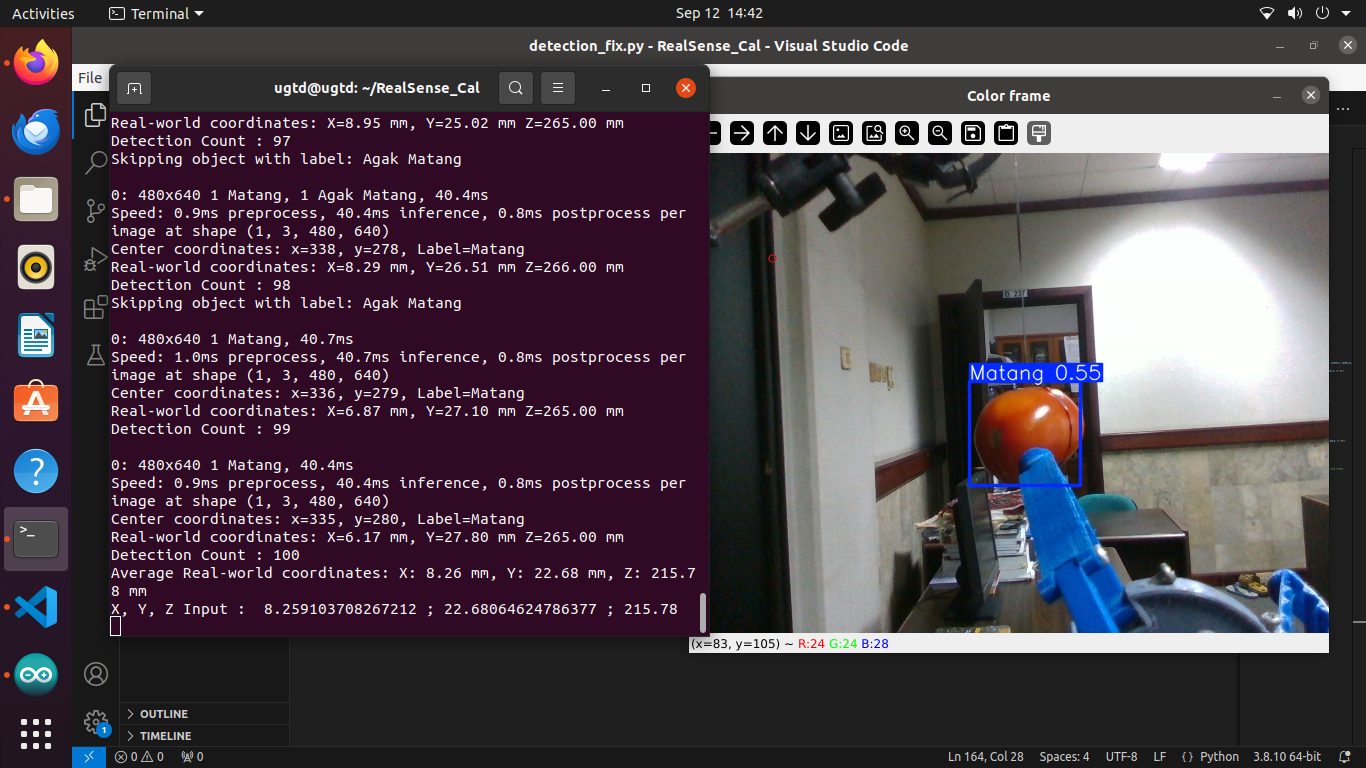 Activities
Terminal
Sep 12 14:42
detection_fix.py - RealSense_Cal - Visual Studio Code
File
ugtd@ugtd: ~/RealSense_Cal
Real-world coordinates: X=8.95 mm, Y=25.02 mm Z=265.00 mm
Detection Count : 97
Skipping object with label: Agak Matang
0: 480x640 1 Matang, 1 Agak Matang, 40.4ms
Speed: 0.9ms preprocess, 40.4ms inference, 0.8ms postprocess per
image at shape (1, 3, 480, 640)
Center coordinates: x=338, y=278, Label=Matang
Real-world coordinates: X=8.29 mm, Y=26.51 mm Z=266.00 mm
Detection Count : 98
Skipping object with label: Agak Matang
0: 480x640 1 Matang, 40.7ms
Speed: 1.0ms preprocess, 40.7ms inference, 0.8ms postprocess per
image at shape (1, 3, 480, 640)
Center coordinates: x=336, y=279, Label=Matang
Real-world coordinates: X=6.87 mm, Y=27.10 mm Z=265.00 mm
Detection Count : 99
0: 480x640 1 Matang, 40.4ms
Speed: 0.9ms preprocess, 40.4ms inference, 0.8ms postprocess per
image at shape (1, 3, 480, 640)
Center coordinates: x=335, y=280, Label=Matang
Real-world coordinates: X=6.17 mm, Y=27.80 mm Z=265.00 mm
Detection Count : 100
Average Real-world coordinates: X: 8.26 mm, Y: 22.68 mm, Z: 215.7
8 mm
X, Y, Z Input :  8.259103708267212 ; 22.68064624786377 ; 215.78
Color frame
Matang 0.55
(x=83, y=105) ~ R:24 G:24 B:28
OUTLINE
TIMELINE
1
0 0
0
Ln 164, Col 28
Spaces: 4
UTF-8
LF
Python
3.8.10 64-bit